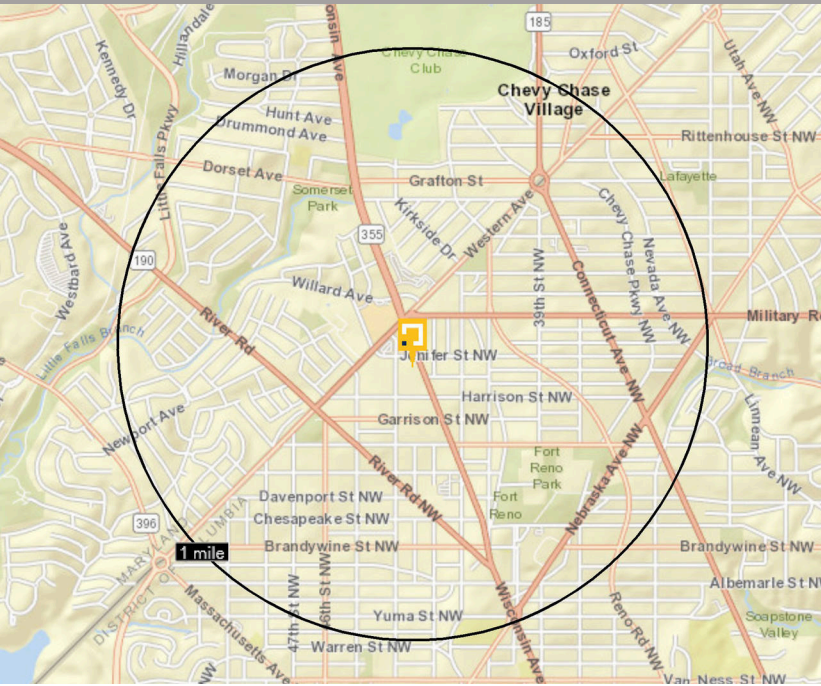 onsin Ave
185
Kennedy Dr
Hillandale
Oxford St
Utah Ave NW
Chevy Chase
Club
Morgan Dr
Chevy Chase
Village
Hunt Ave
Drummond Ave
Little Falls Pkwy
Rittenhouse St NW
Dorset Ave
Grafton St
Lafayette
Somerset
Park
Kirkside Dr
Western Ave
Chevy
Chase Pkwy NW
Nevada Ave NW
355
Westbard Ave
190
39th St NW
Connecticut Ave NW
Willard Ave
River Rd
Military R
Little Falls Branch
Jenifer St NW
Broad Branch
Harrison St NW
Newport Ave
Garrison St NW
Linnean Ave NW
Fort
Reno
Park
River Rd NW
Nebraska Ave NW
Davenport St NW
Fort
Reno
Chesapeake St NW
396
MARYLAND
DISTRICT OF COLUMBIA
1 mile
Brandywine St NW
Brandywine St NW
47th St NW
6th St NW
Albemarle St N
Massachusetts Ave
Wisconsin Ave
Yuma St NW
Reno Rd NW
Soapstone
Valley
Warren St NW
NW
Van Ness St NW